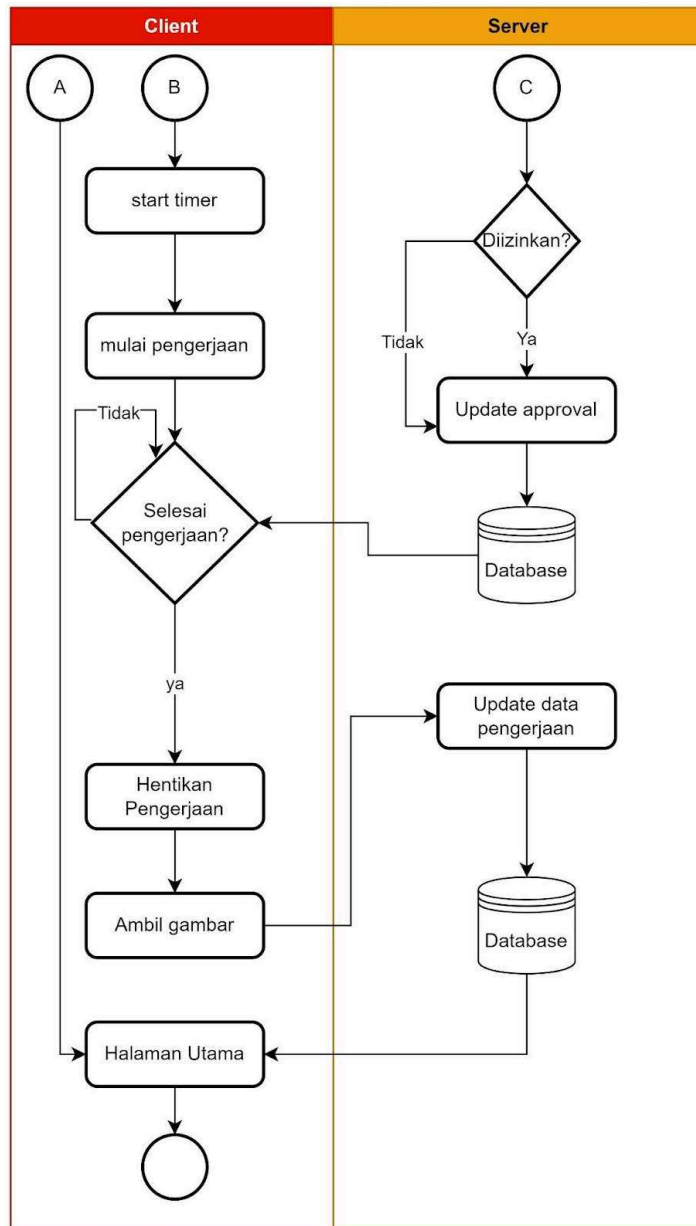 Client
Server
A
B
C
start timer
Diizinkan?
mulai pengerjaan
Tidak
Ya
Update approval
Tidak
Selesai
pengerjaan?
Database
ya
Update data
pengerjaan
Hentikan
Pengerjaan
Ambil gambar
Database
Halaman Utama